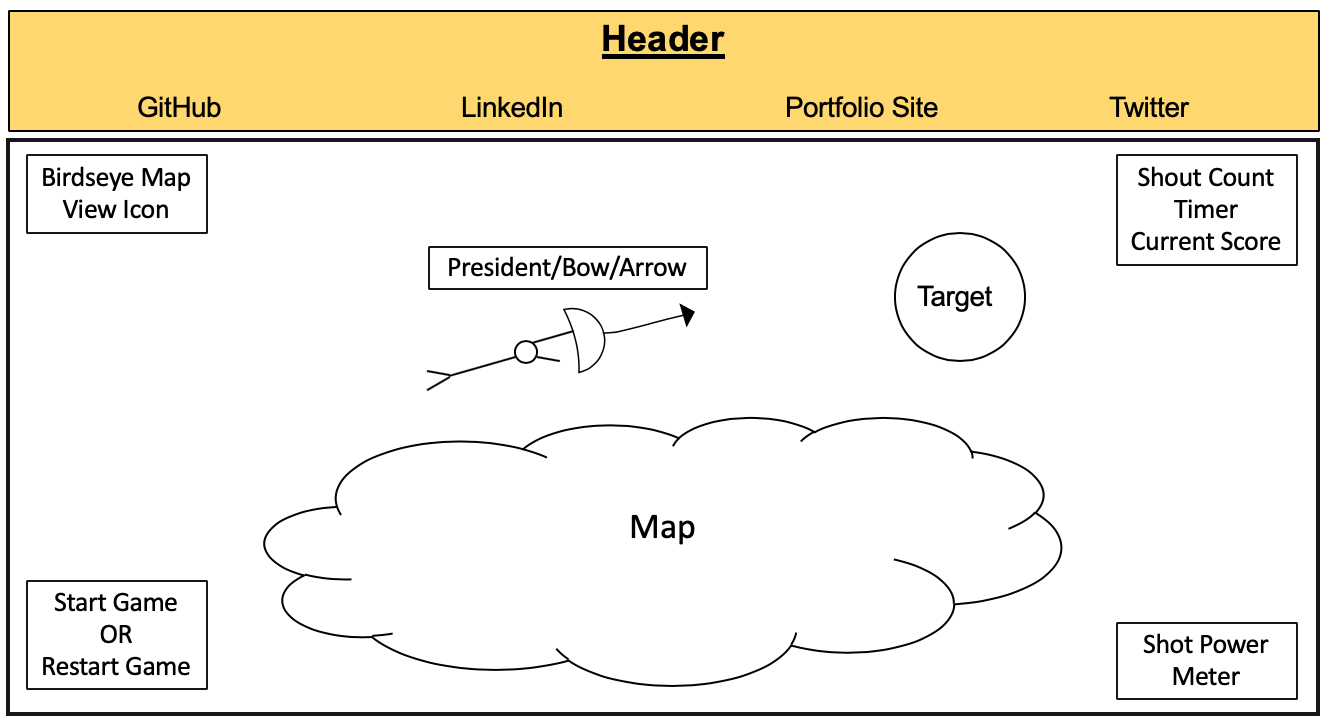 Header
GitHub
LinkedIn
Portfolio Site
Twitter
Birdseye Map
View Icon
Shout Count
Timer
Current Score
President/Bow/Arrow
Target
Map
Start Game
OR
Restart Game
Shot Power
Meter